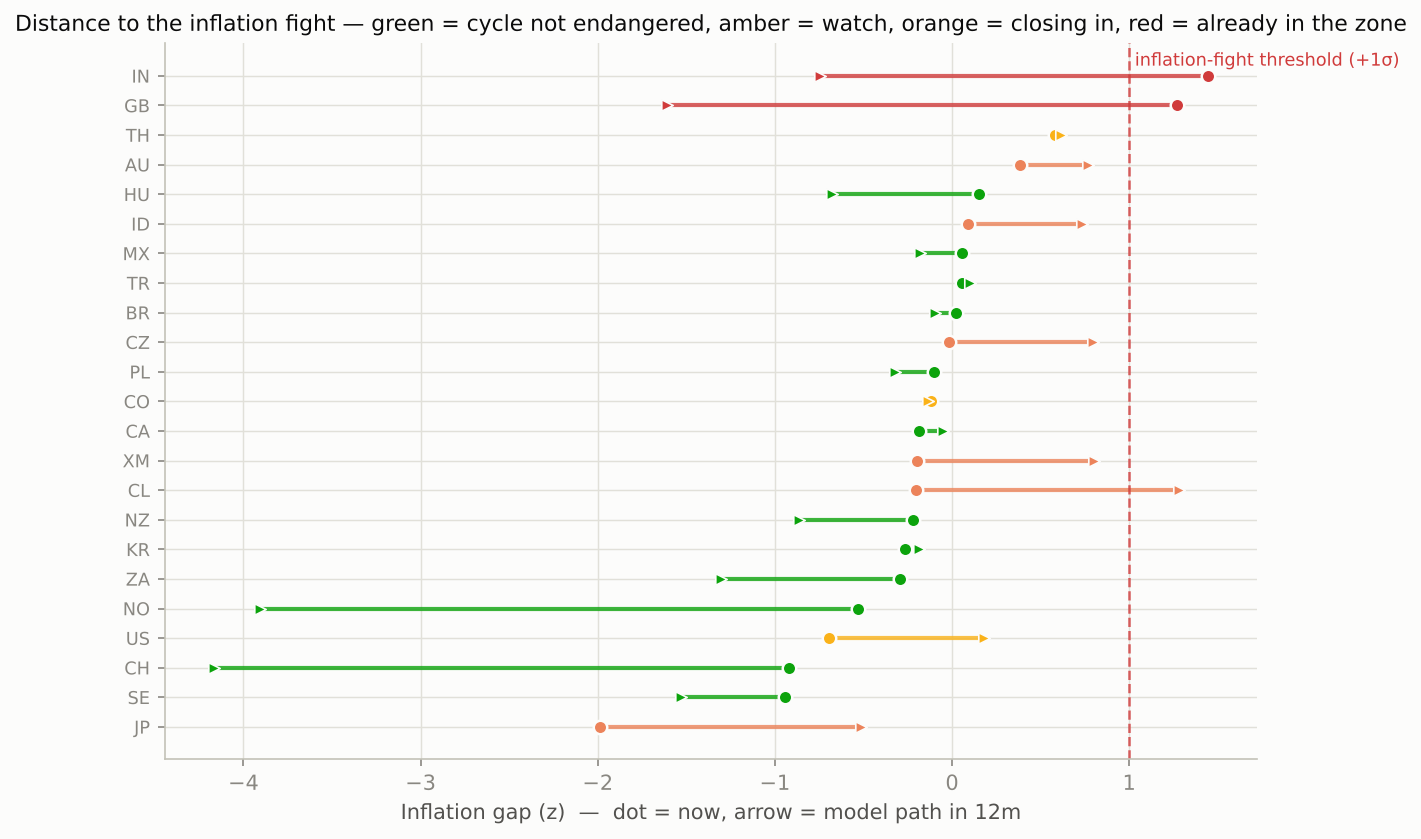 Distance to the inflation fight — green = cycle not endangered, amber = watch, orange = closing in, red = already in the zone
inflation-fight threshold (+1σ)
IN
GB
TH
AU
HU
ID
MX
TR
BR
CZ
PL
CO
CA
XM
CL
NZ
KR
ZA
NO
US
CH
SE
JP
−4 −3 −2 −1 0 1
Inflation gap (z) — dot = now, arrow = model path in 12m